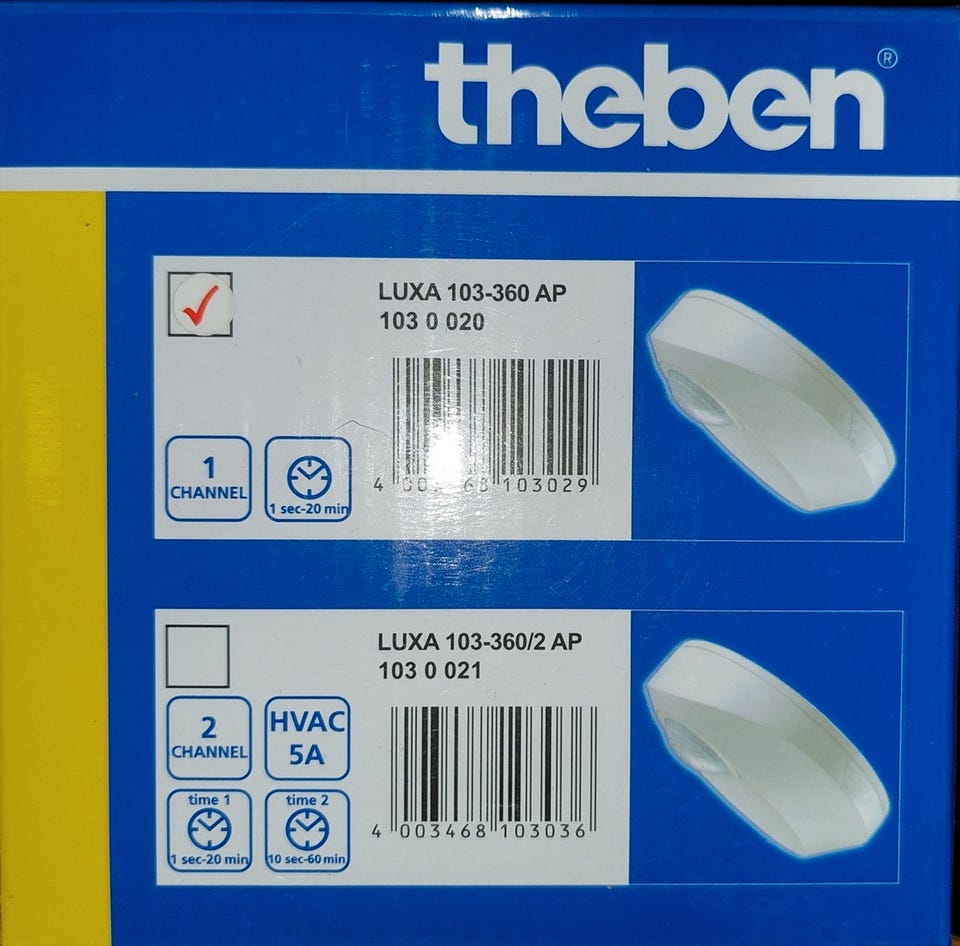 theben®
LUXA 103-360 AP
103 0 020
1
CHANNEL
1 sec-20 min
103029
LUXA 103-360/2 AP
103 0 021
2
CHANNEL
HVAC
5A
time 1
1 sec-20 min
time 2
10 sec-60 min
4 003468 103036